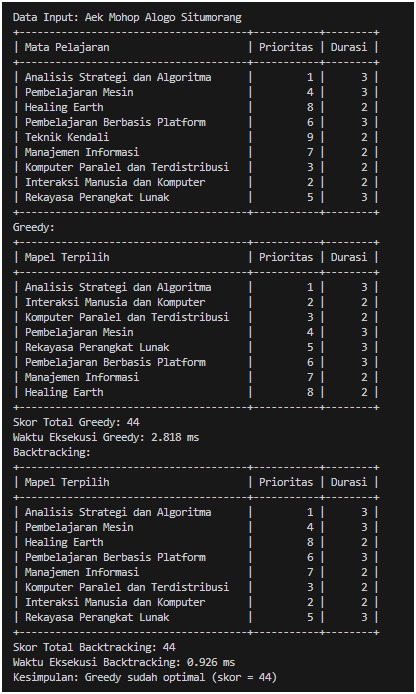 Data Input: Aek Mohop Alogo Situmorang
+------------------------------------+-----------+--------+
| Mata Pelajaran                     | Prioritas | Durasi |
+------------------------------------+-----------+--------+
| Analisis Strategi dan Algoritma    |         1 |      3 |
| Pembelajaran Mesin                 |         4 |      3 |
| Healing Earth                      |         8 |      2 |
| Pembelajaran Berbasis Platform     |         6 |      3 |
| Teknik Kendali                     |         9 |      2 |
| Manajemen Informasi                |         7 |      2 |
| Komputer Paralel dan Terdistribusi |         3 |      2 |
| Interaksi Manusia dan Komputer     |         2 |      2 |
| Rekayasa Perangkat Lunak           |         5 |      3 |
+------------------------------------+-----------+--------+
Greedy:
+------------------------------------+-----------+--------+
| Mapel Terpilih                     | Prioritas | Durasi |
+------------------------------------+-----------+--------+
| Analisis Strategi dan Algoritma    |         1 |      3 |
| Interaksi Manusia dan Komputer     |         2 |      2 |
| Komputer Paralel dan Terdistribusi |         3 |      2 |
| Pembelajaran Mesin                 |         4 |      3 |
| Rekayasa Perangkat Lunak           |         5 |      3 |
| Pembelajaran Berbasis Platform     |         6 |      3 |
| Manajemen Informasi                |         7 |      2 |
| Healing Earth                      |         8 |      2 |
+------------------------------------+-----------+--------+
Skor Total Greedy: 44
Waktu Eksekusi Greedy: 2.818 ms
Backtracking:
+------------------------------------+-----------+--------+
| Mapel Terpilih                     | Prioritas | Durasi |
+------------------------------------+-----------+--------+
| Analisis Strategi dan Algoritma    |         1 |      3 |
| Pembelajaran Mesin                 |         4 |      3 |
| Healing Earth                      |         8 |      2 |
| Pembelajaran Berbasis Platform     |         6 |      3 |
| Manajemen Informasi                |         7 |      2 |
| Komputer Paralel dan Terdistribusi |         3 |      2 |
| Interaksi Manusia dan Komputer     |         2 |      2 |
| Rekayasa Perangkat Lunak           |         5 |      3 |
+------------------------------------+-----------+--------+
Skor Total Backtracking: 44
Waktu Eksekusi Backtracking: 0.926 ms
Kesimpulan: Greedy sudah optimal (skor = 44)